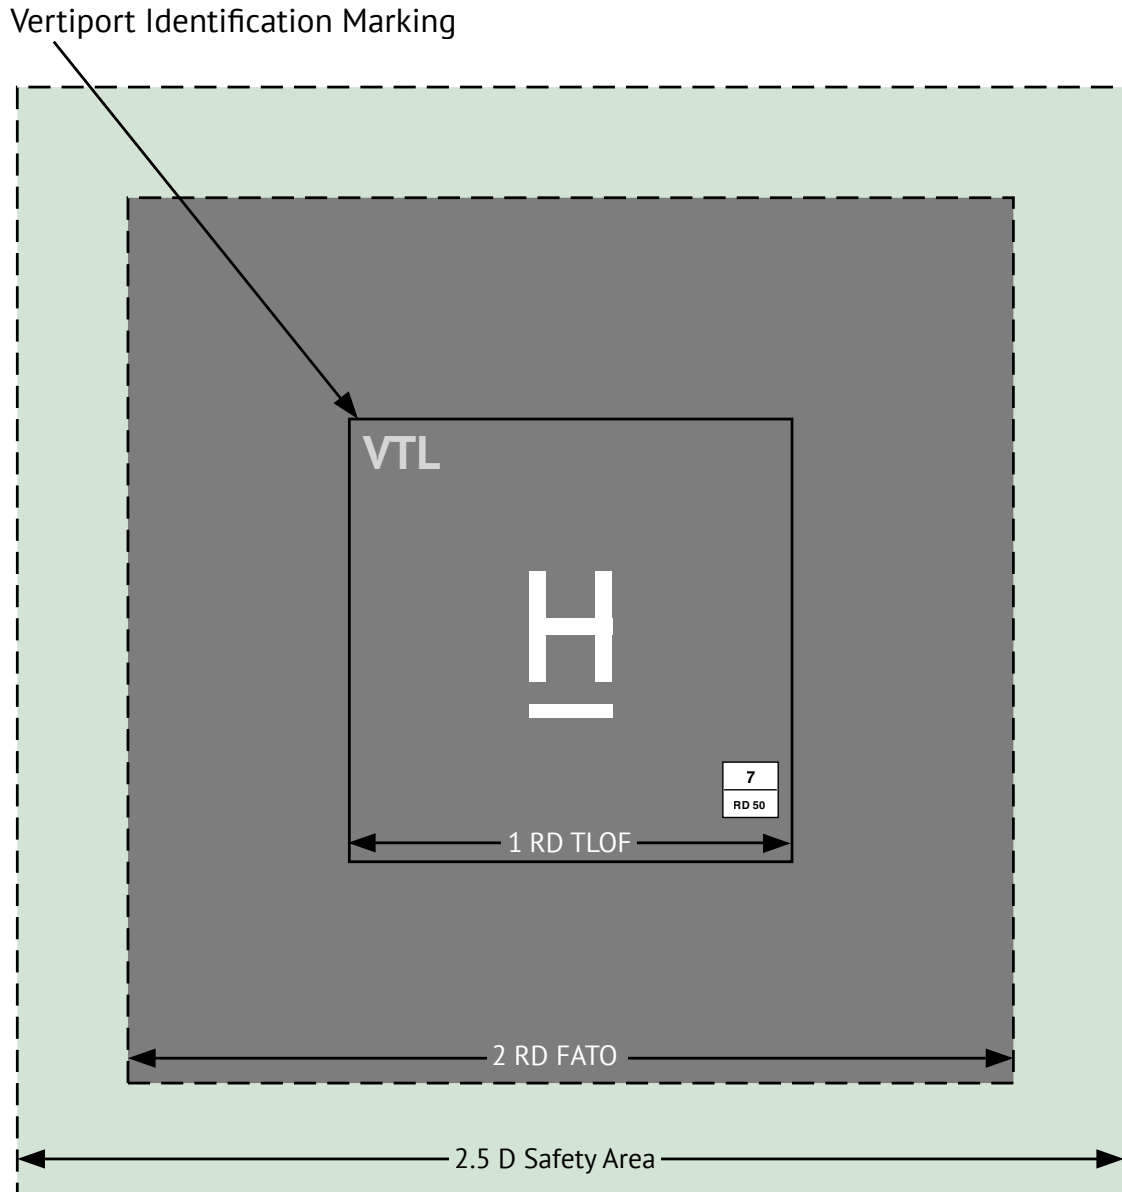 Vertiport Identification Marking
VTL
H
7
RD 50
1 RD TLOF
2 RD FATO
2.5 D Safety Area